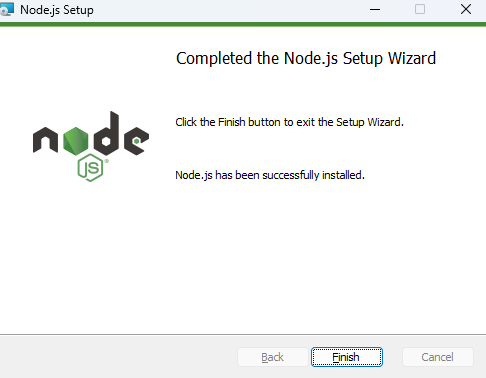 Node.js Setup
Completed the Node.js Setup Wizard
Click the Finish button to exit the Setup Wizard.
node
JS
Node.js has been successfully installed.
Back
Finish
Cancel